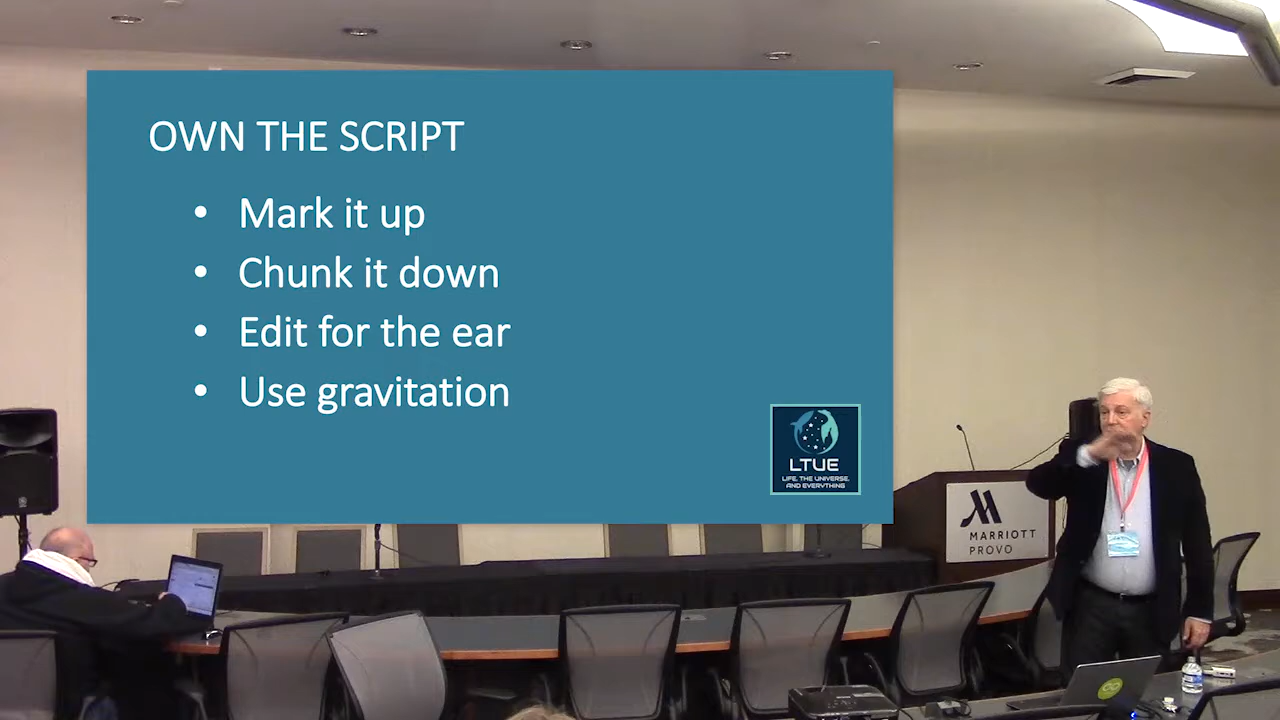 OWN THE SCRIPT
• Mark it up
• Chunk it down
• Edit for the ear
• Use gravitation
LTUE
LIFE, THE UNIVERSE,
AND EVERYTHING
MARRIOTT
PROVO